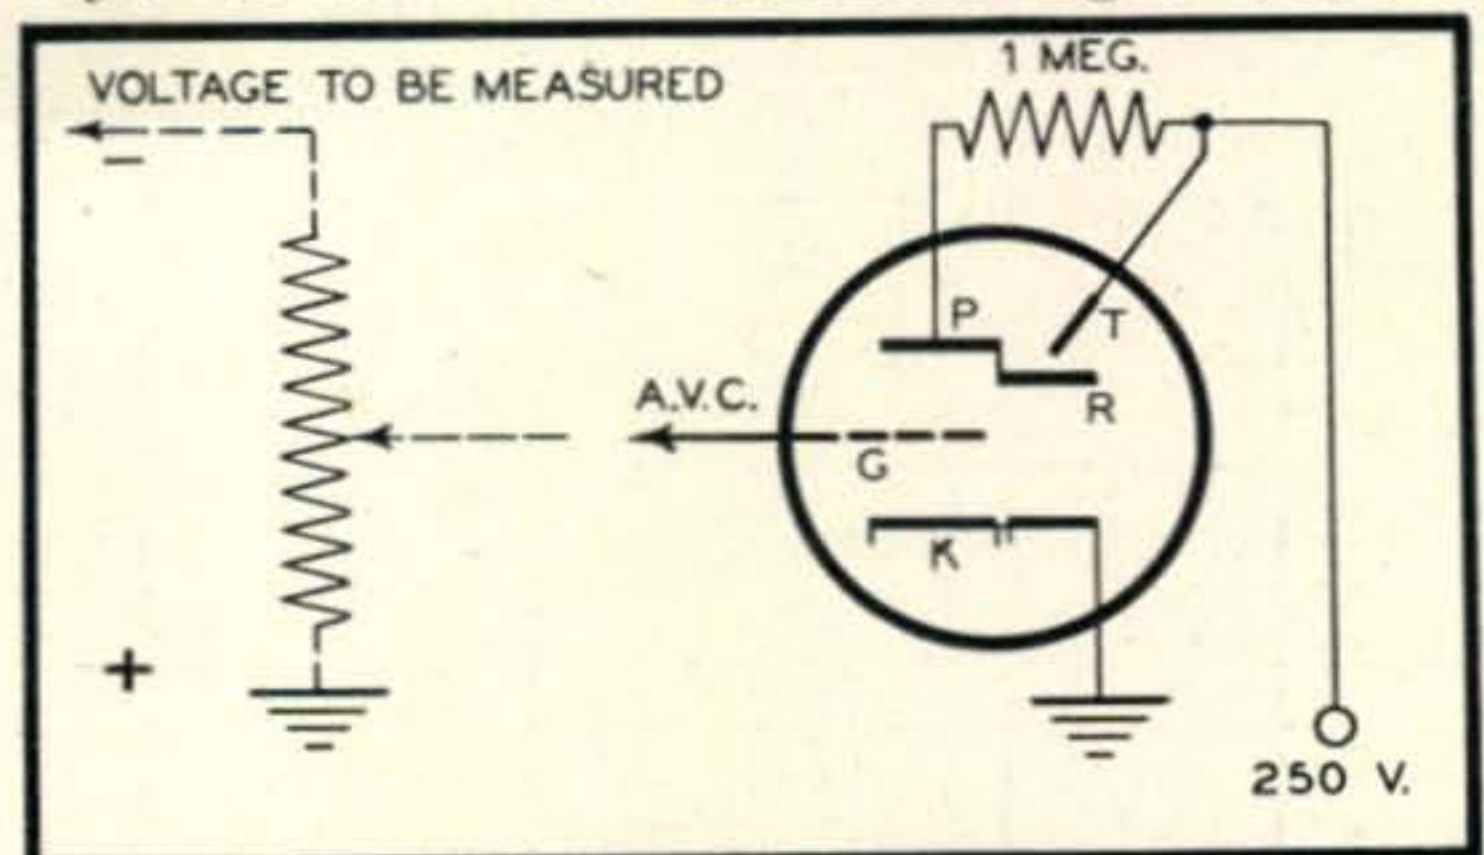 1 MEG.
VOLTAGE TO BE MEASURED
−
P
T
A.V.C.
R
G
K
+
250 V.